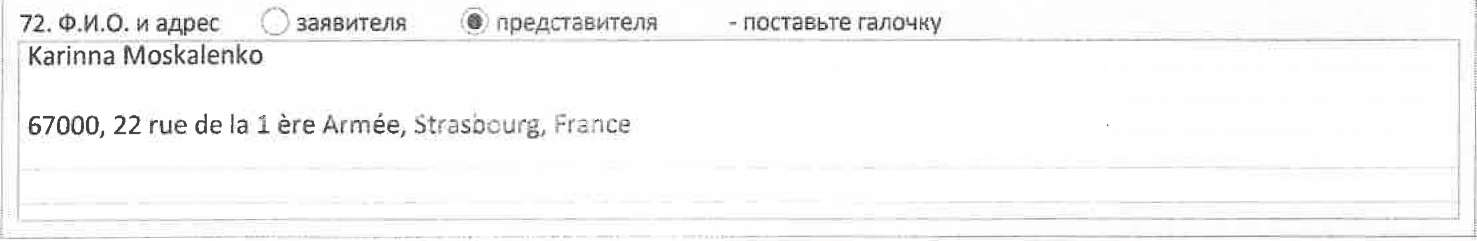 72. Ф.И.О. и адрес заявителя представителя - поставьте галочку
Karinna Moskalenko
67000, 22 rue de la 1 ère Armée, Strasbourg, France